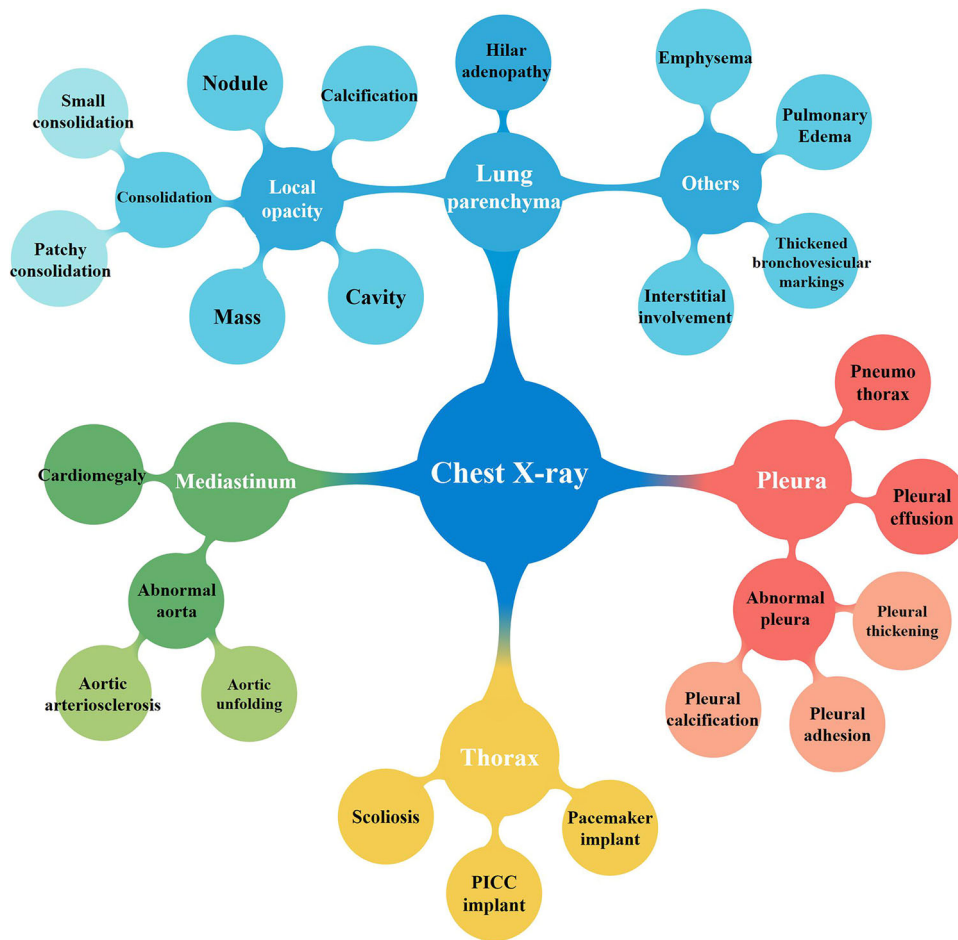 Hilar
adenopathy
Emphysema
Nodule
Calcification
Small
consolidation
Pulmonary
Edema
Lung
parenchyma
Others
Local
opacity
Consolidation
Patchy
consolidation
Thickened
bronchovesicular
markings
Interstitial
involvement
Cavity
Mass
Pneumo
thorax
Chest X-ray
Cardiomegaly
Mediastinum
Pleura
Pleural
effusion
Abnormal
aorta
Abnormal
pleura
Pleural
thickening
Aortic
arteriosclerosis
Aortic
unfolding
Pleural
calcification
Pleural
adhesion
Thorax
Scoliosis
Pacemaker
implant
PICC
implant